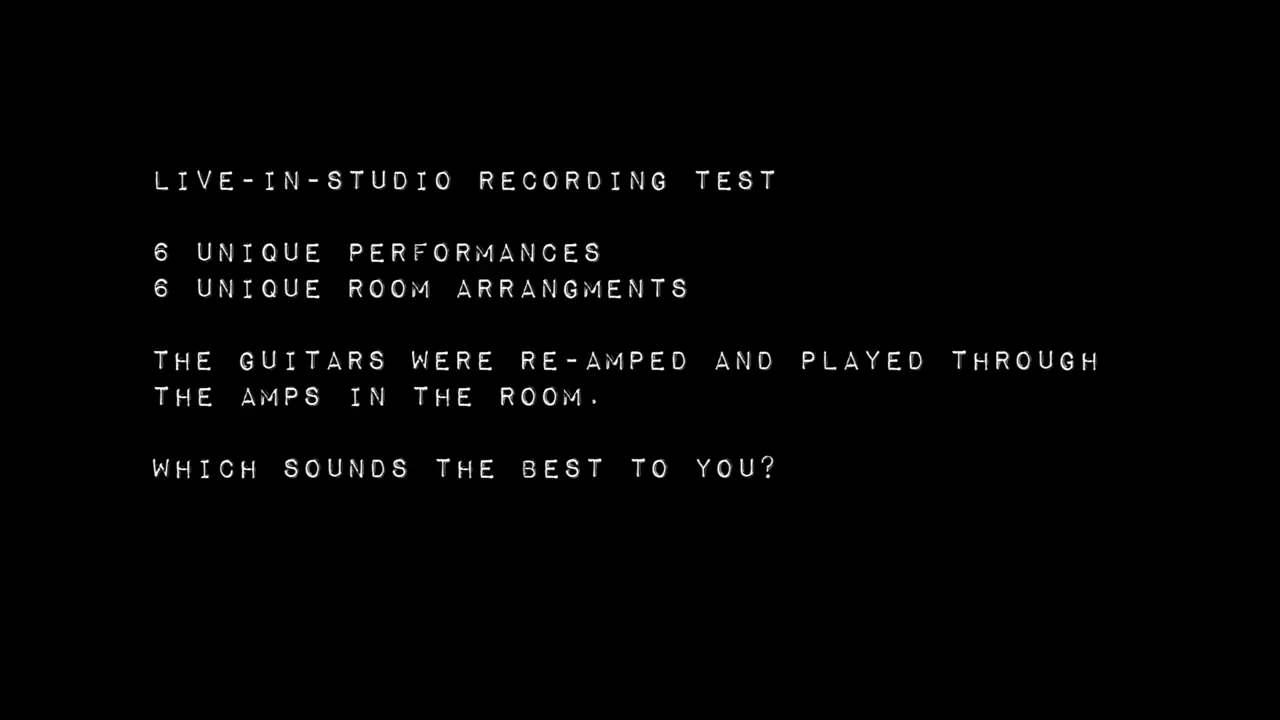 LIVE-IN-STUDIO RECORDING TEST
6 UNIQUE PERFORMANCES
6 UNIQUE ROOM ARRANGMENTS
THE GUITARS WERE RE-AMPED AND PLAYED THROUGH
THE AMPS IN THE ROOM.
WHICH SOUNDS THE BEST TO YOU?